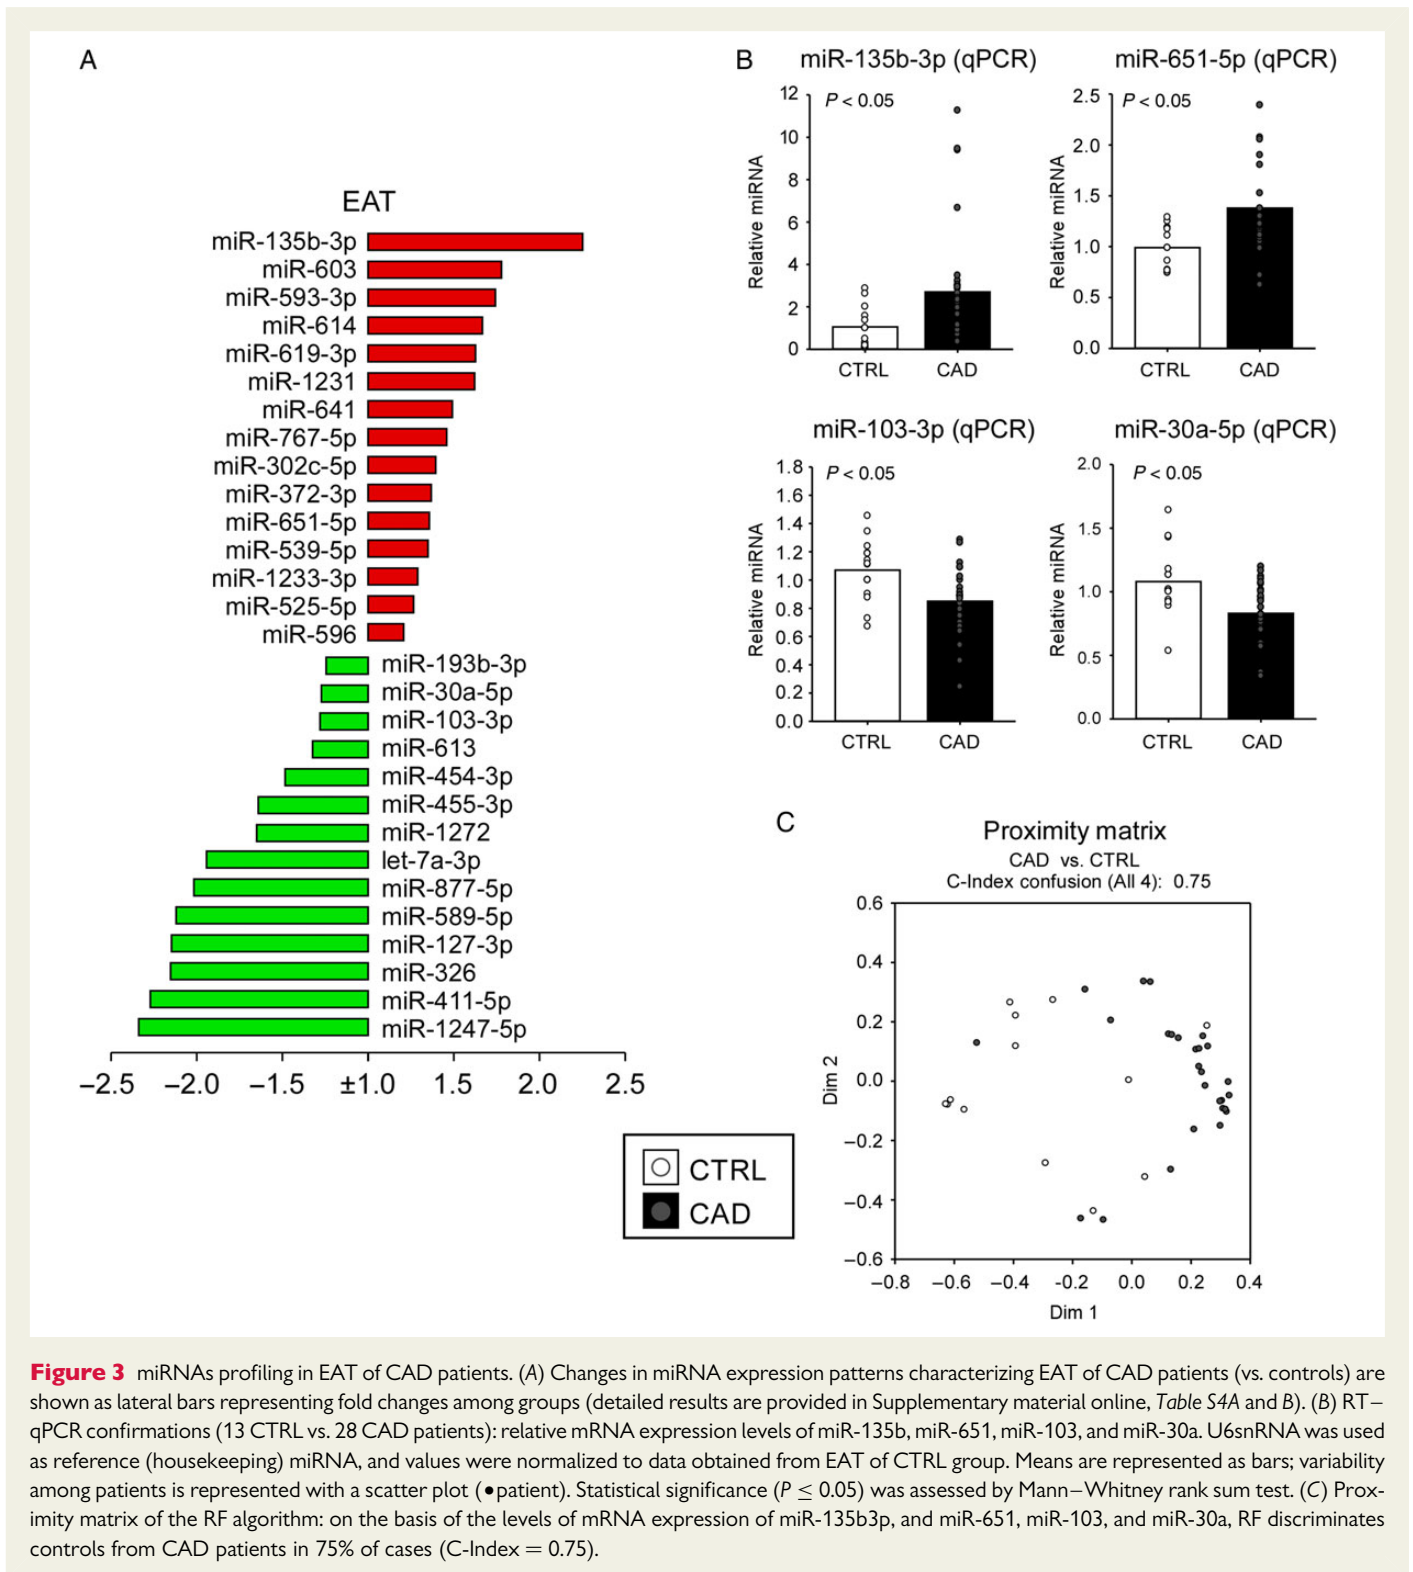 A
EAT
miR-135b-3p
miR-603
miR-593-3p
miR-614
miR-619-3p
miR-1231
miR-641
miR-767-5p
miR-302c-5p
miR-372-3p
miR-651-5p
miR-539-5p
miR-1233-3p
miR-525-5p
miR-596
miR-193b-3p
miR-30a-5p
miR-103-3p
miR-613
miR-454-3p
miR-455-3p
miR-1272
let-7a-3p
miR-877-5p
miR-589-5p
miR-127-3p
miR-326
miR-411-5p
miR-1247-5p
−2.5 −2.0 −1.5 ±1.0 1.5 2.0 2.5
CTRL
CAD
B
miR-135b-3p (qPCR)
P < 0.05
Relative miRNA
12
10
8
6
4
2
0
CTRL CAD
miR-651-5p (qPCR)
P < 0.05
Relative miRNA
2.5
2.0
1.5
1.0
0.5
0.0
CTRL CAD
miR-103-3p (qPCR)
P < 0.05
Relative miRNA
1.8
1.6
1.4
1.2
1.0
0.8
0.6
0.4
0.2
0.0
CTRL CAD
miR-30a-5p (qPCR)
P < 0.05
Relative miRNA
2.0
1.5
1.0
0.5
0.0
CTRL CAD
C
Proximity matrix
CAD vs. CTRL
C-Index confusion (All 4): 0.75
Dim 2
0.6
0.4
0.2
0.0
−0.2
−0.4
−0.6
−0.8 −0.6 −0.4 -0.2 0.0 0.2 0.4
Dim 1
Figure 3 miRNAs profiling in EAT of CAD patients. (A) Changes in miRNA expression patterns characterizing EAT of CAD patients (vs. controls) are
shown as lateral bars representing fold changes among groups (detailed results are provided in Supplementary material online, Table S4A and B). (B) RT–
qPCR confirmations (13 CTRL vs. 28 CAD patients): relative mRNA expression levels of miR-135b, miR-651, miR-103, and miR-30a. U6snRNA was used
as reference (housekeeping) miRNA, and values were normalized to data obtained from EAT of CTRL group. Means are represented as bars; variability
among patients is represented with a scatter plot (•patient). Statistical significance (P ≤ 0.05) was assessed by Mann–Whitney rank sum test. (C) Prox-
imity matrix of the RF algorithm: on the basis of the levels of mRNA expression of miR-135b3p, and miR-651, miR-103, and miR-30a, RF discriminates
controls from CAD patients in 75% of cases (C-Index = 0.75).